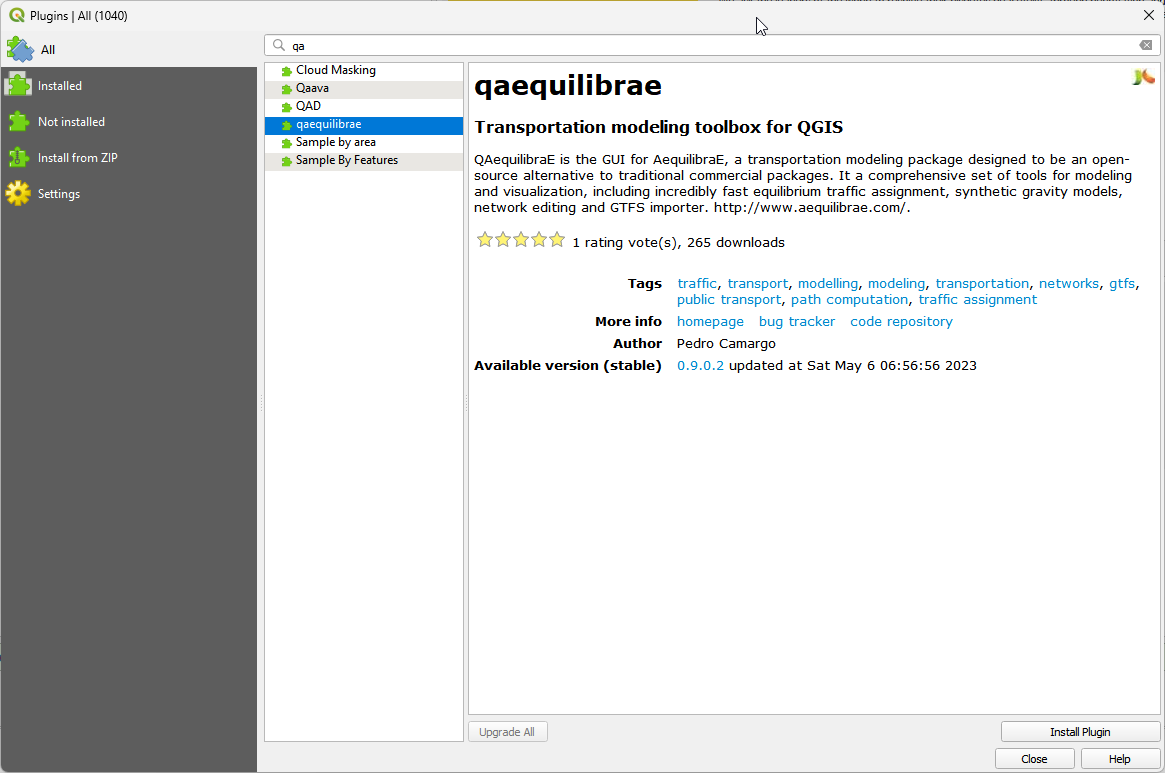 Plugins | All (1040)
All
Installed
Not installed
Install from ZIP
Settings
qa
Cloud Masking
Qaava
QAD
qaequilibrae
Sample by area
Sample By Features
qaequilibrae
Transportation modeling toolbox for QGIS
QAequilibraE is the GUI for AequilibraE, a transportation modeling package designed to be an open-
source alternative to traditional commercial packages. It a comprehensive set of tools for modeling
and visualization, including incredibly fast equilibrium traffic assignment, synthetic gravity models,
network editing and GTFS importer. http://www.aequilibrae.com/.
1 rating vote(s), 265 downloads
Tags traffic, transport, modelling, modeling, transportation, networks, gtfs,
public transport, path computation, traffic assignment
More info homepage bug tracker code repository
Author Pedro Camargo
Available version (stable) 0.9.0.2 updated at Sat May 6 06:56:56 2023
Upgrade All
Install Plugin
Close
Help